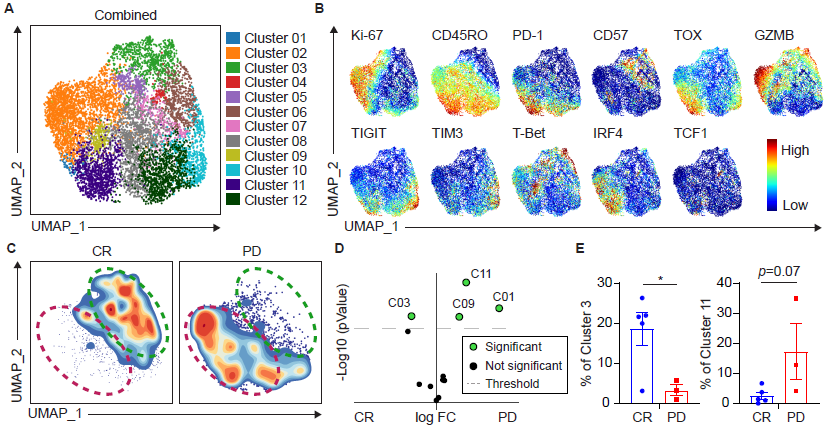 A
Combined
UMAP_2
UMAP_1
Cluster 01
Cluster 02
Cluster 03
Cluster 04
Cluster 05
Cluster 06
Cluster 07
Cluster 08
Cluster 09
Cluster 10
Cluster 11
Cluster 12
B
Ki-67 CD45RO PD-1 CD57 TOX GZMB
TIGIT TIM3 T-Bet IRF4 TCF1
High
Low
UMAP_2
UMAP_1
C
CR PD
UMAP_2
UMAP_1
D
C11
C03 C09 C01
-Log10 (pValue)
Significant
Not significant
Threshold
CR log FC PD
E
% of Cluster 3
30
20
10
0
*
CR PD
% of Cluster 11
40
30
20
10
0
p=0.07
CR PD